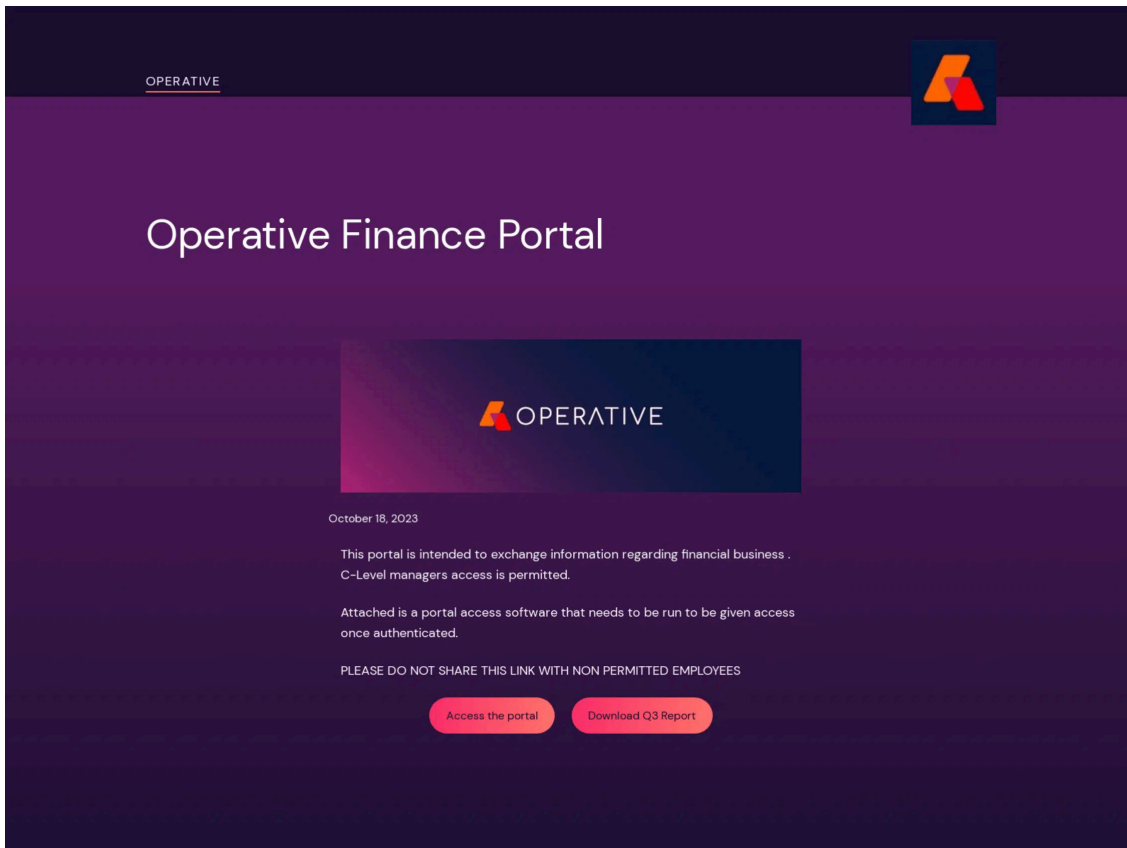 OPERATIVE
Operative Finance Portal
OPERATIVE
October 18, 2023
This portal is intended to exchange information regarding financial business .
C-Level managers access is permitted.
Attached is a portal access software that needs to be run to be given access
once authenticated.
PLEASE DO NOT SHARE THIS LINK WITH NON PERMITTED EMPLOYEES
Access the portal
Download Q3 Report